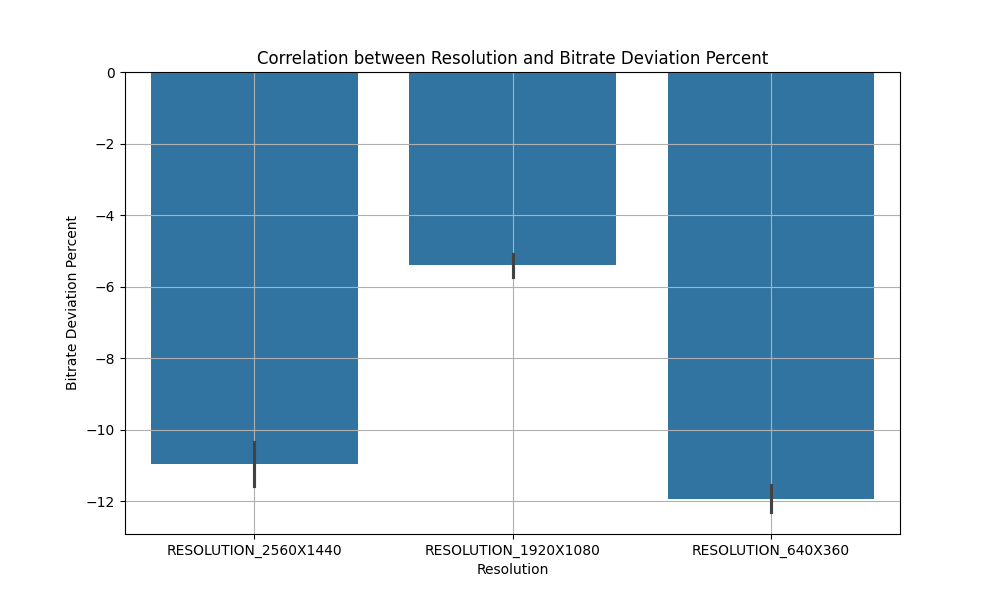 Correlation between Resolution and Bitrate Deviation Percent
0
−2
−4
−6
−8
−10
−12
Bitrate Deviation Percent
RESOLUTION_2560X1440
RESOLUTION_1920X1080
RESOLUTION_640X360
Resolution